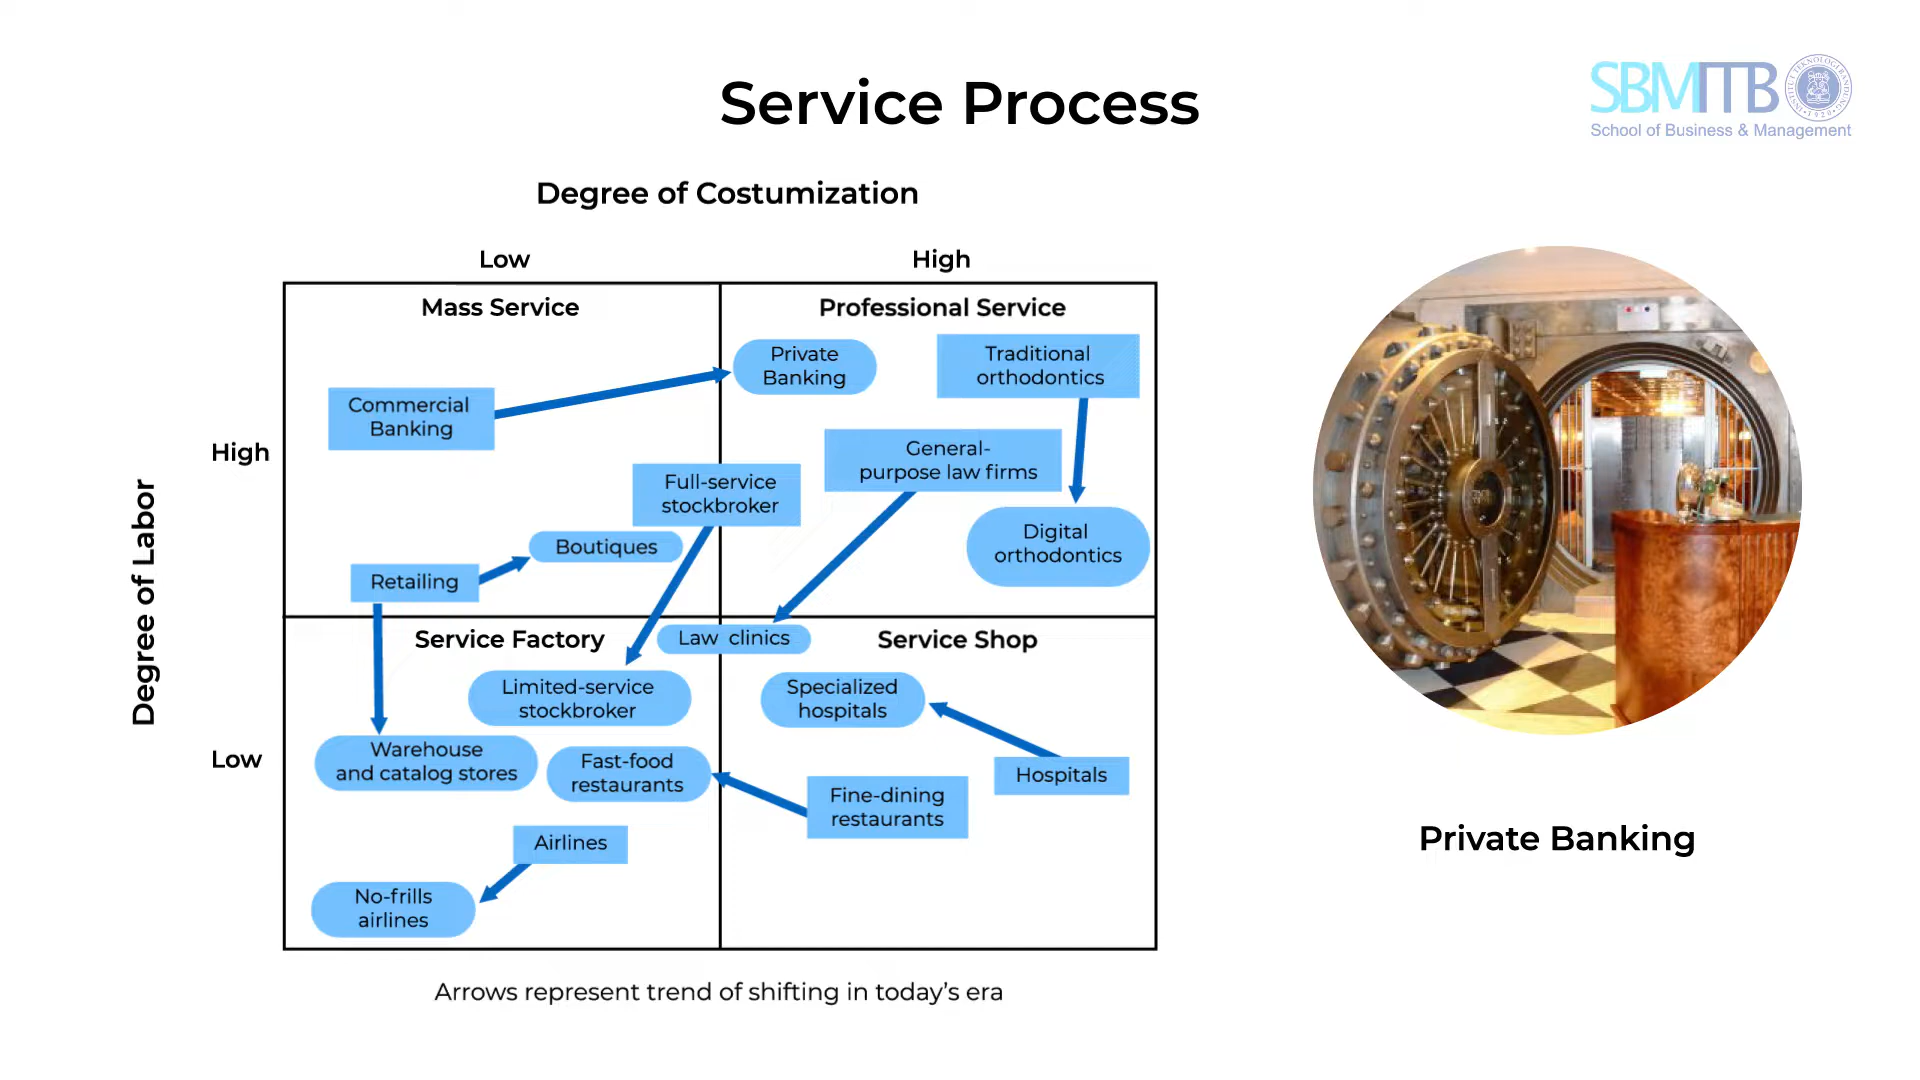 Service Process
SBMITB
School of Business & Management
Degree of Costumization
Low
High
Mass Service
Professional Service
Private
Banking
Traditional
orthodontics
Commercial
Banking
General-
purpose law firms
High
Full-service
stockbroker
Digital
orthodontics
Boutiques
Retailing
Degree of Labor
Service Factory
Law clinics
Service Shop
Limited-service
stockbroker
Specialized
hospitals
Low
Warehouse
and catalog stores
Fast-food
restaurants
Hospitals
Fine-dining
restaurants
Airlines
No-frills
airlines
Private Banking
Arrows represent trend of shifting in today's era